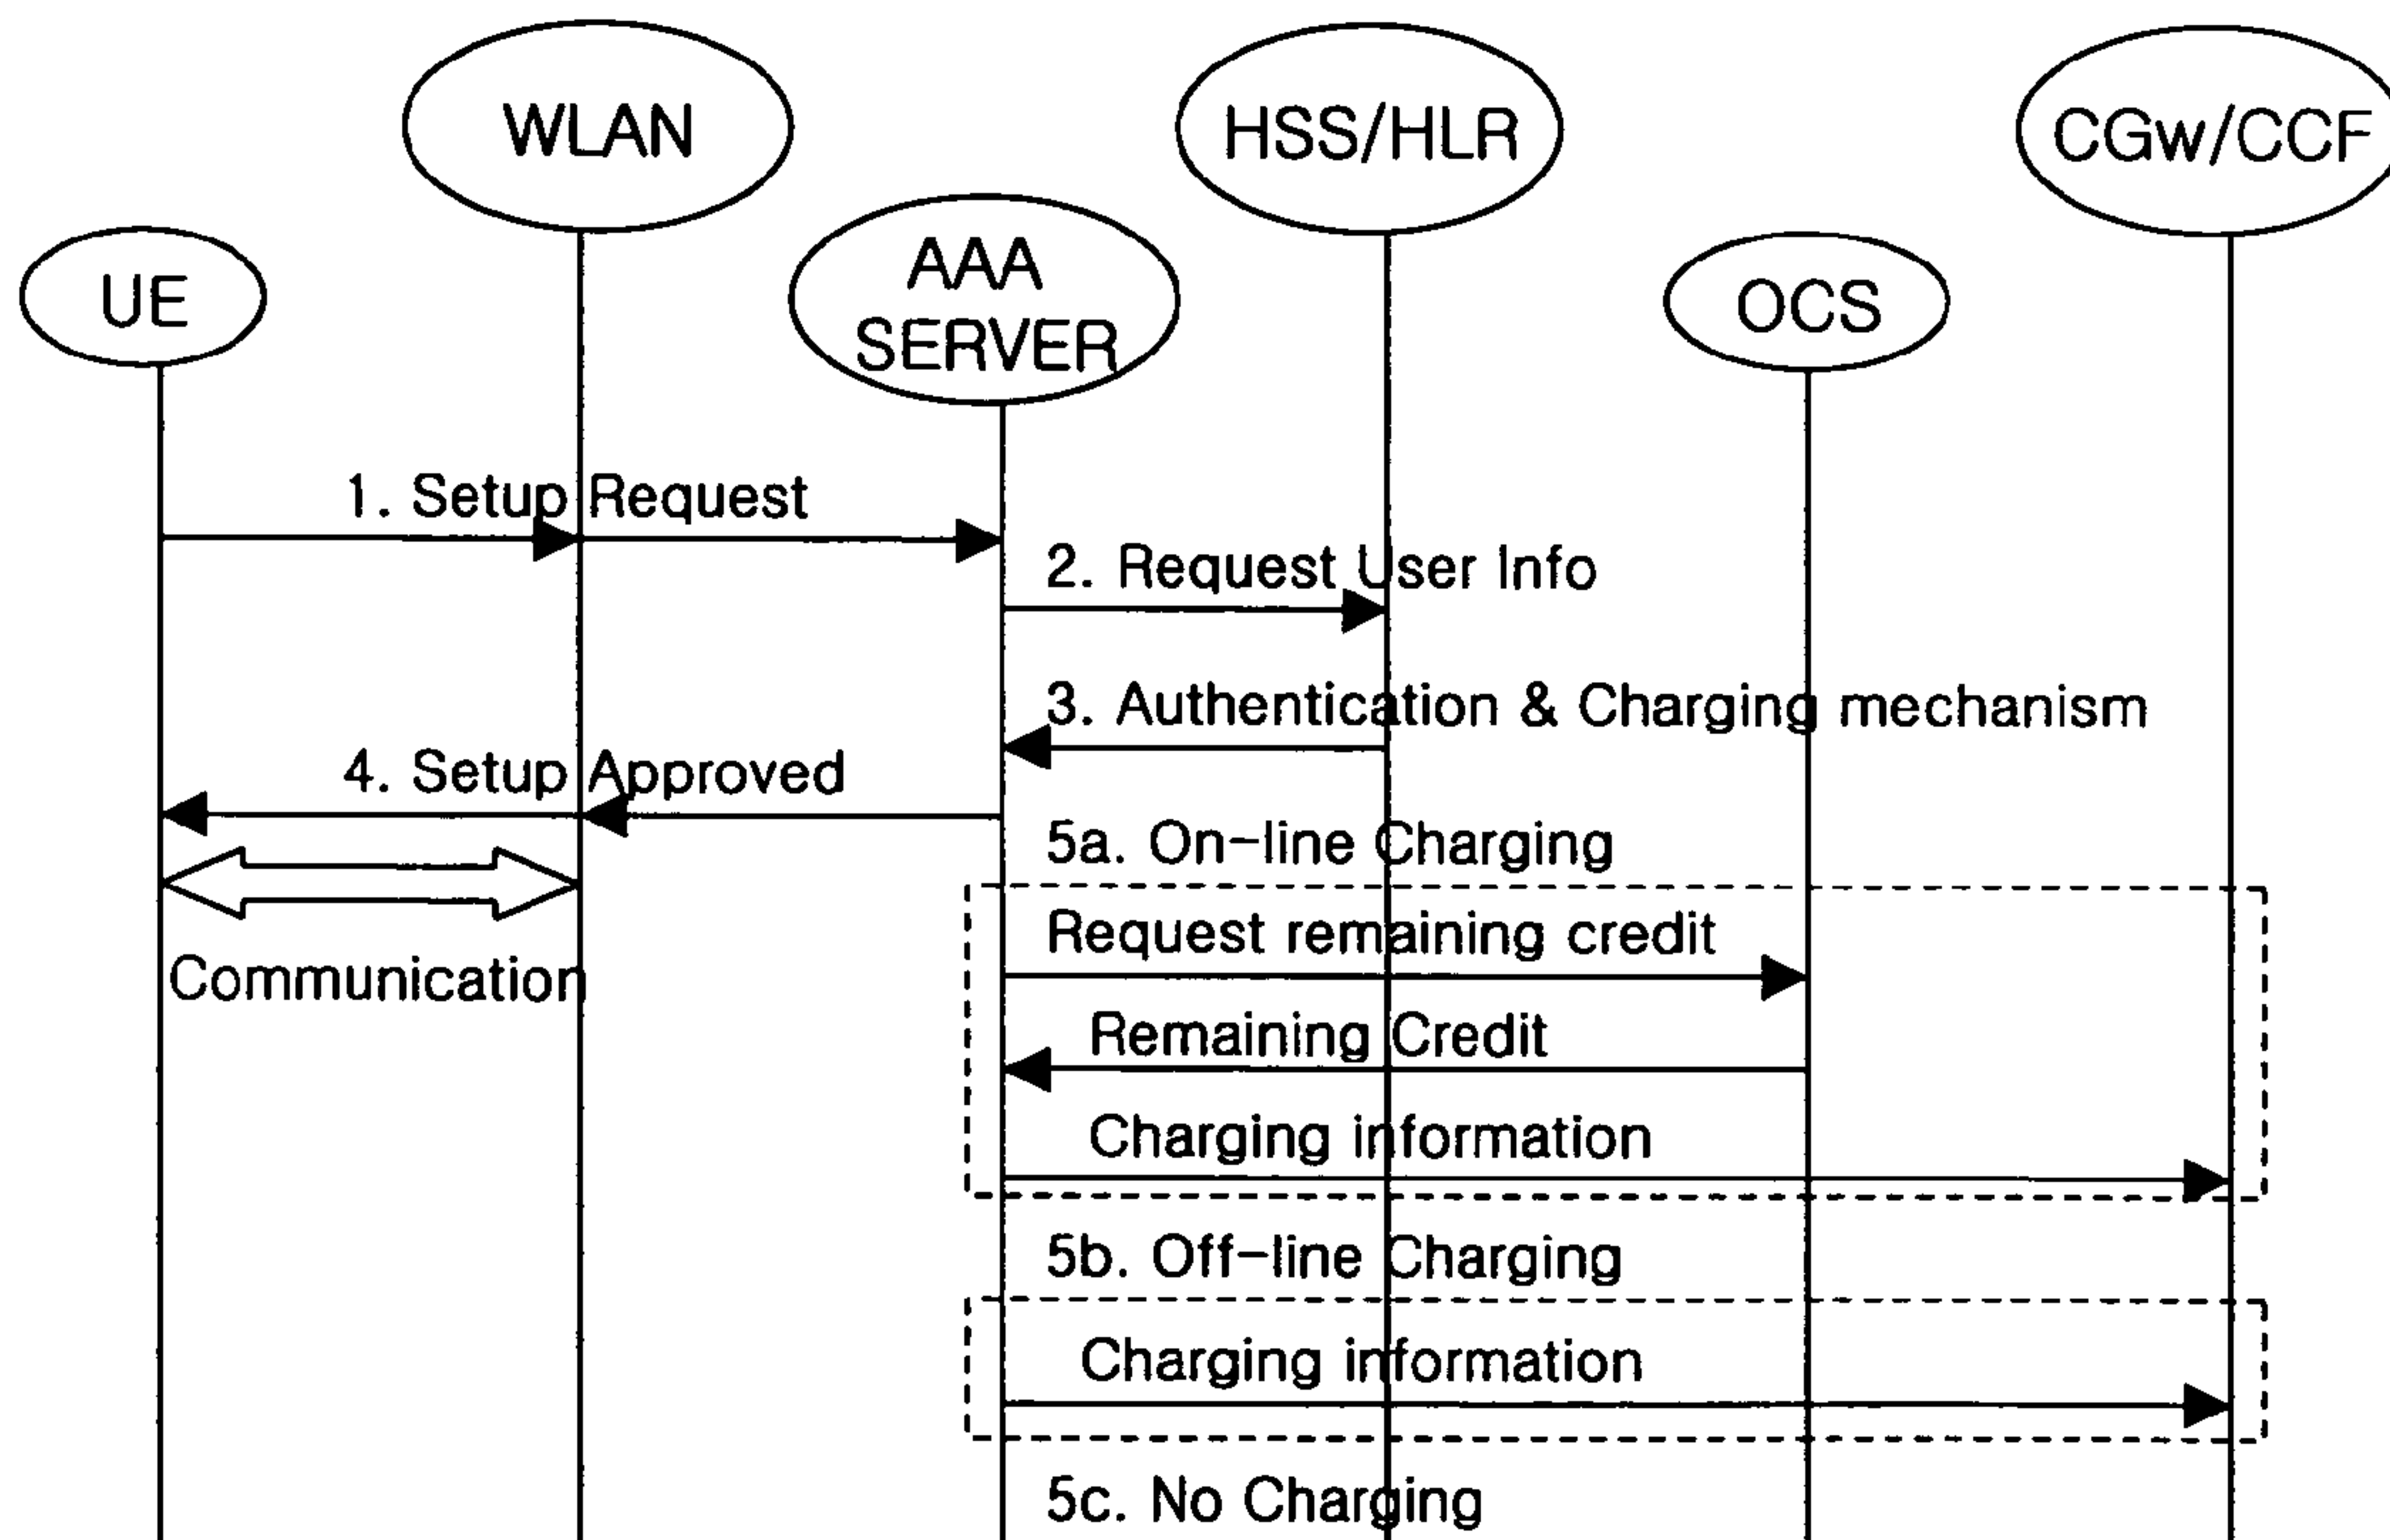 WLAN
HSS/HLR
CGw/CCF
UE
AAA
SERVER
OCS
1. Setup Request
2. Request User Info
3. Authentication & Charging mechanism
4. Setup Approved
5a. On-line Charging
Request remaining credit
Communication
Remaining Credit
Charging information
5b. Off-line Charging
Charging information
5c. No Charging